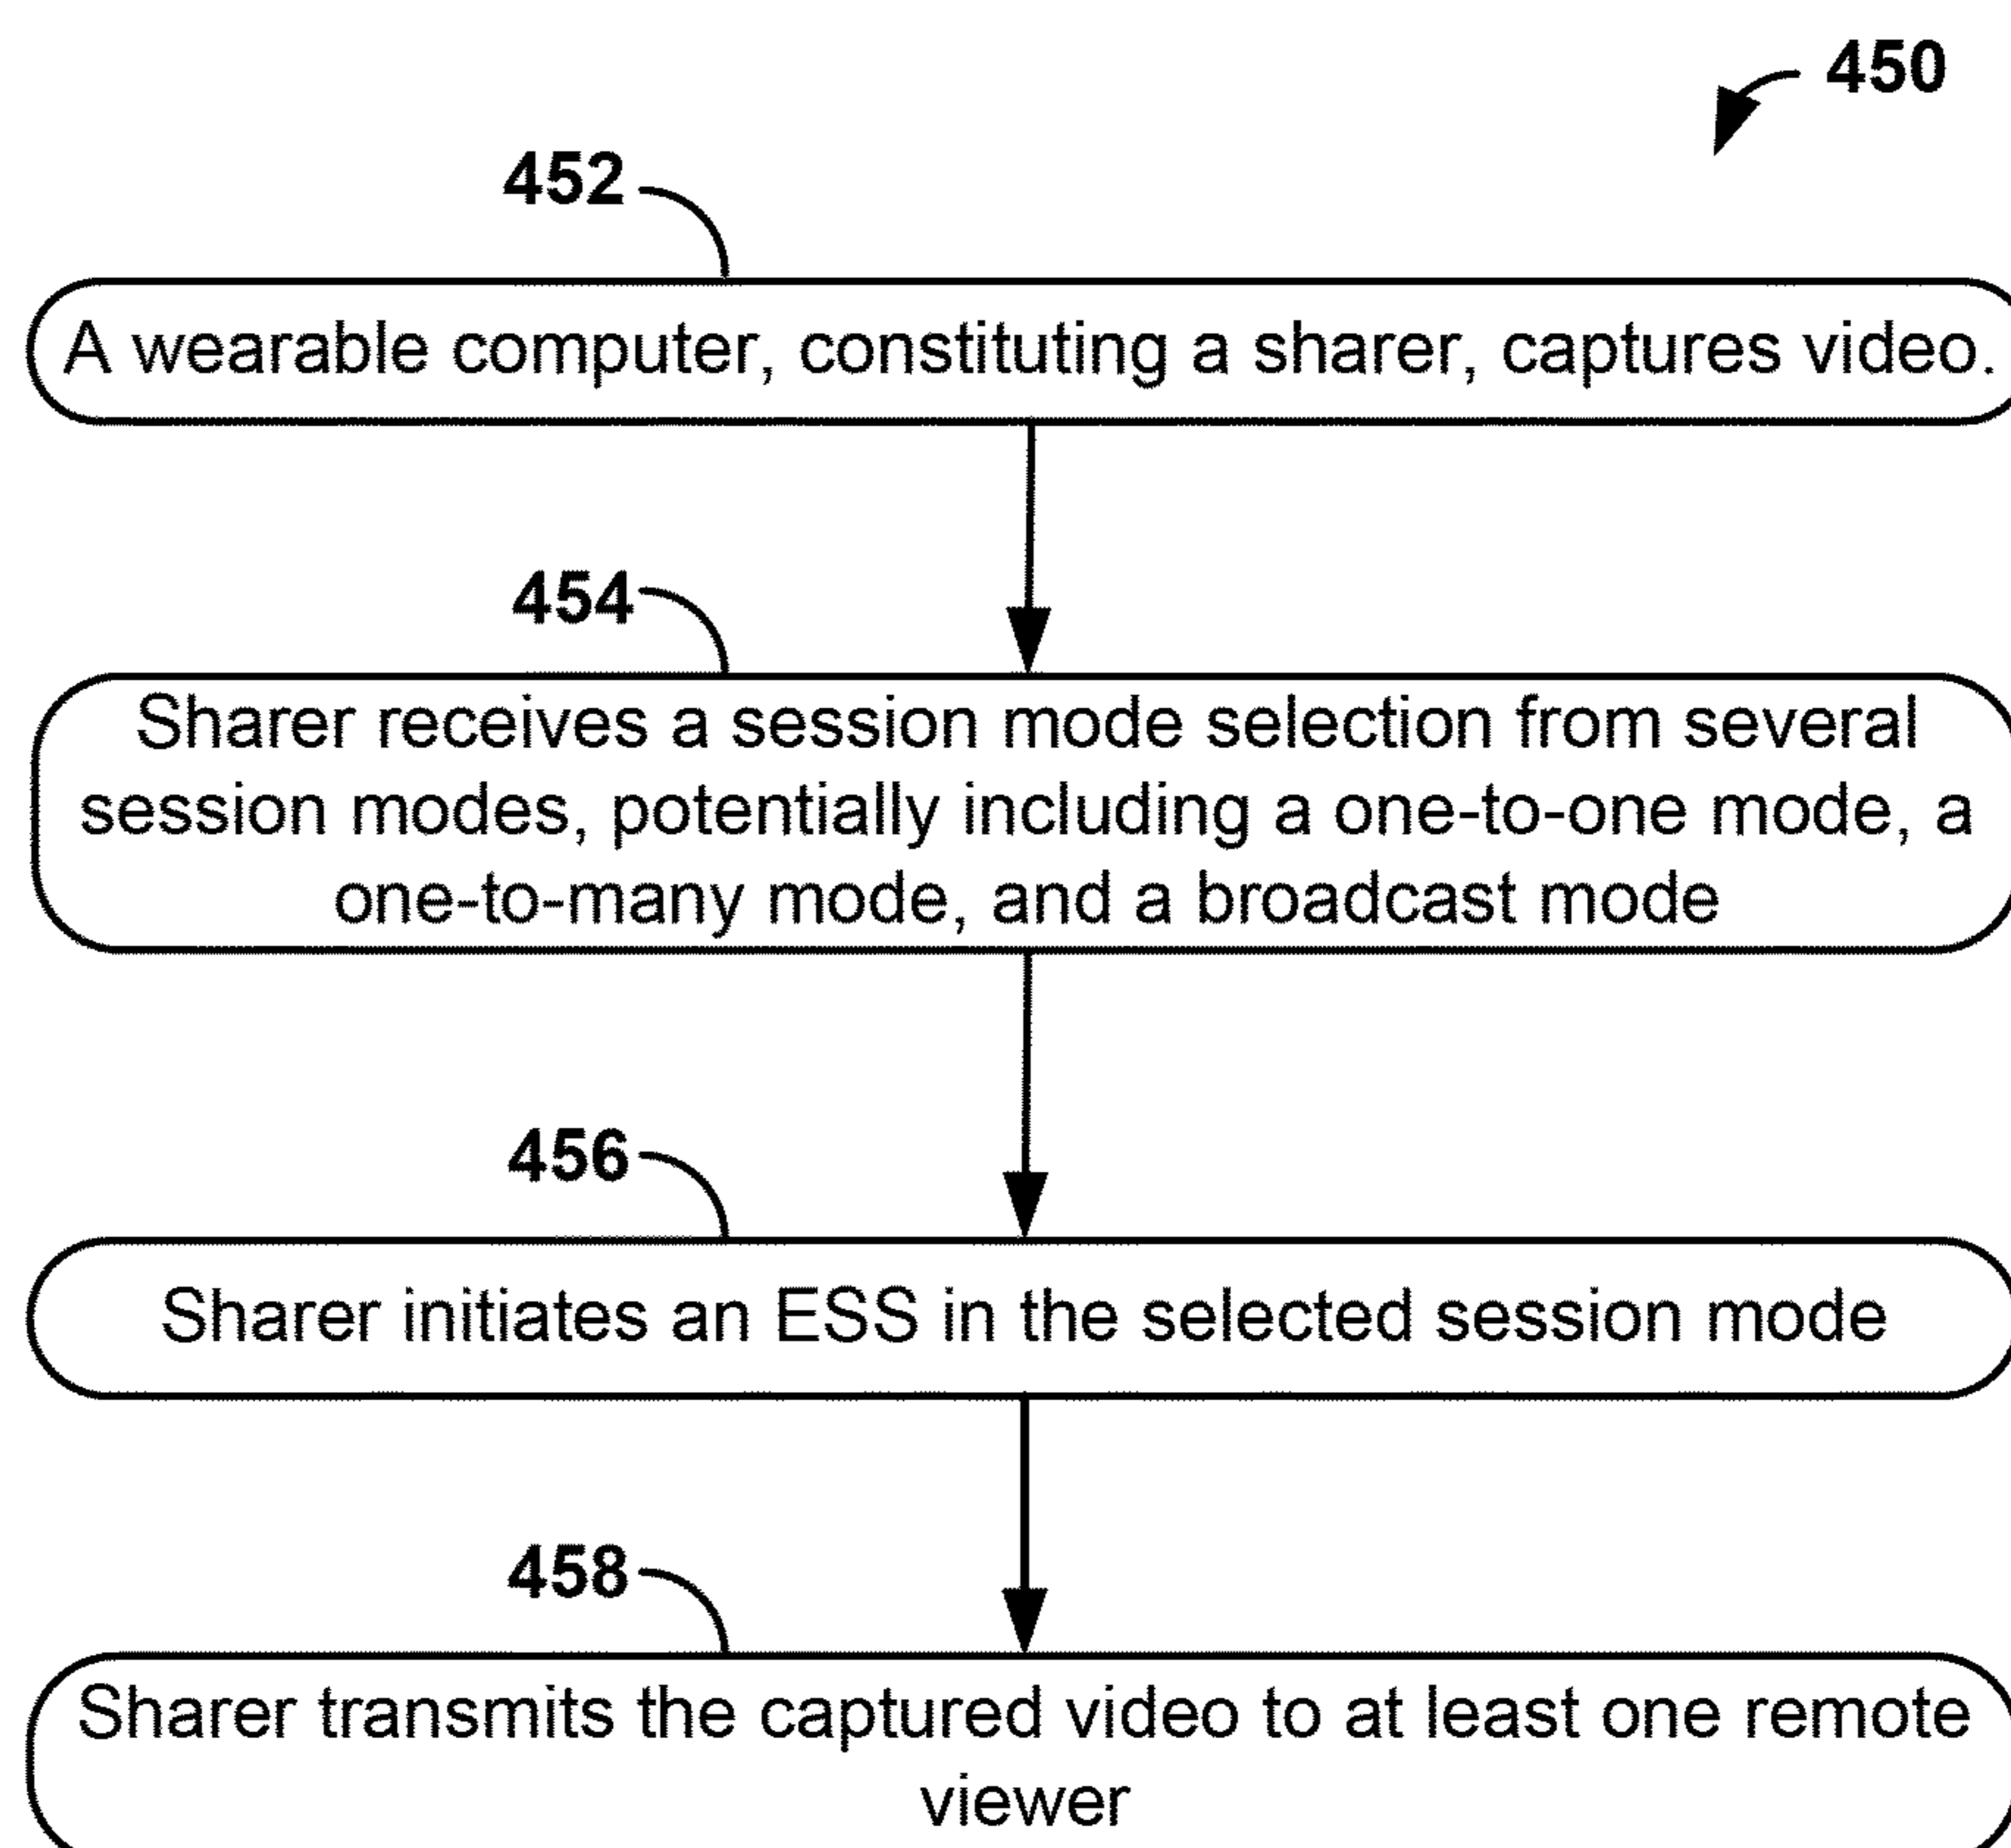 450
452
A wearable computer, constituting a sharer, captures video.
454
Sharer receives a session mode selection from several
session modes, potentially including a one-to-one mode, a
one-to-many mode, and a broadcast mode
456
Sharer initiates an ESS in the selected session mode
458
Sharer transmits the captured video to at least one remote
viewer